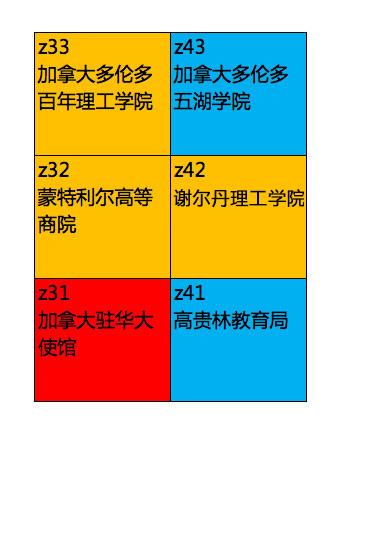 z33
加拿大多伦多
百年理工学院
z43
加拿大多伦多
五湖学院
z32
蒙特利尔高等
商院
z42
谢尔丹理工学院
z31
加拿大驻华大
使馆
z41
高贵林教育局